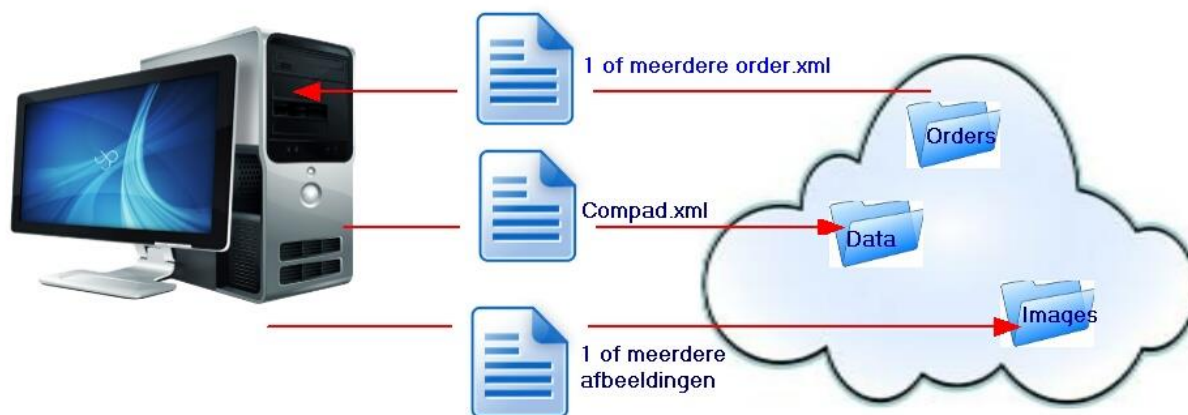 1 of meerdere order.xml
Orders
Compad.xml
Data
Images
1 of meerdere
afbeeldingen